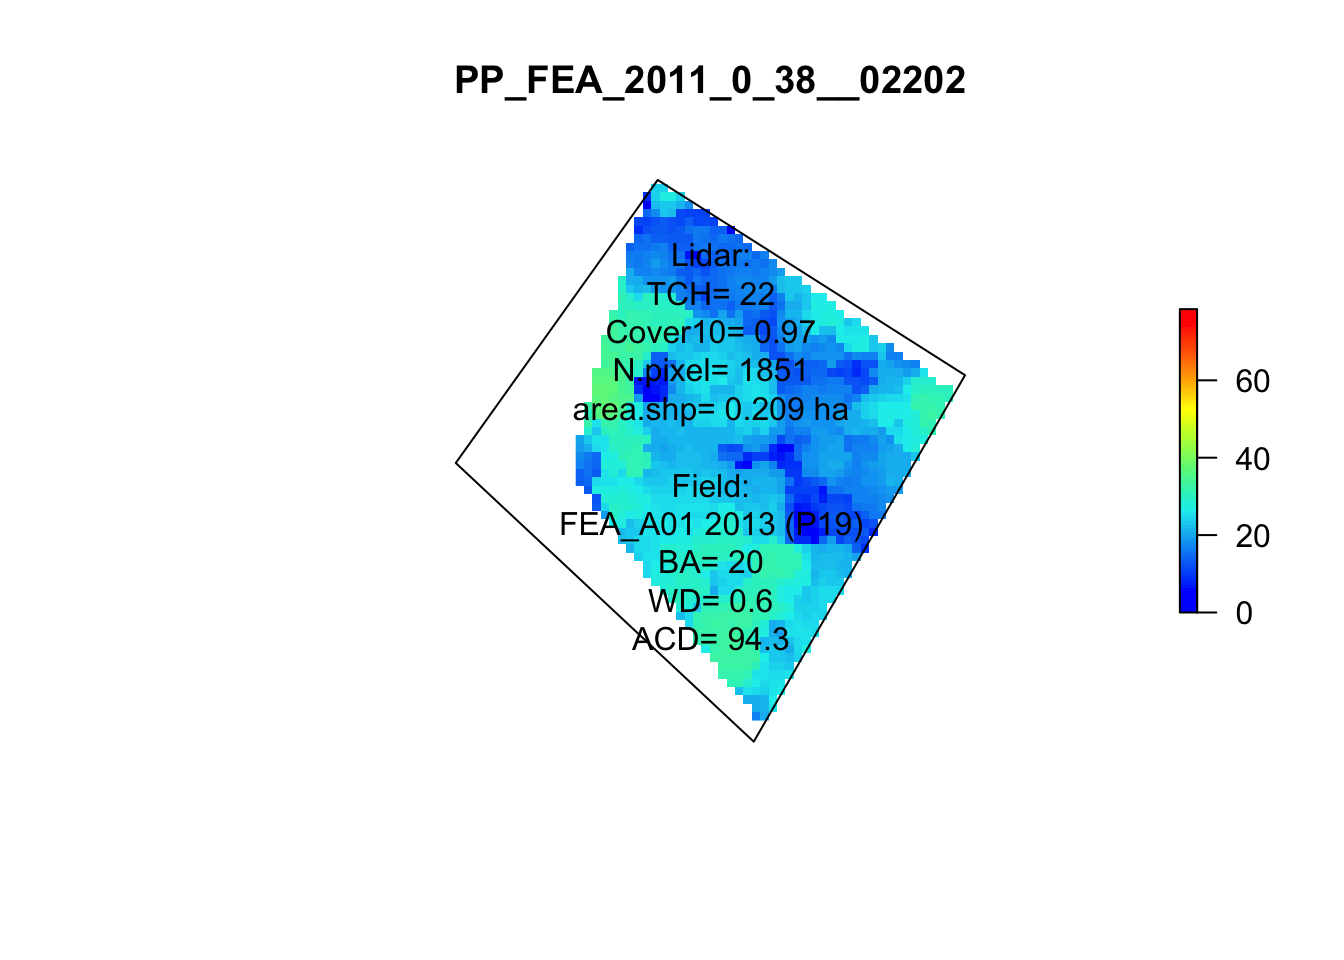 PP_FEA_2011_0_38__02202
Lidar:
TCH= 22
Cover10= 0.97
N.pixel= 1851
area.shp= 0.209 ha
Field:
FEA_A01 2013 (P19)
BA= 20
WD= 0.6
ACD= 94.3
60
40
20
0